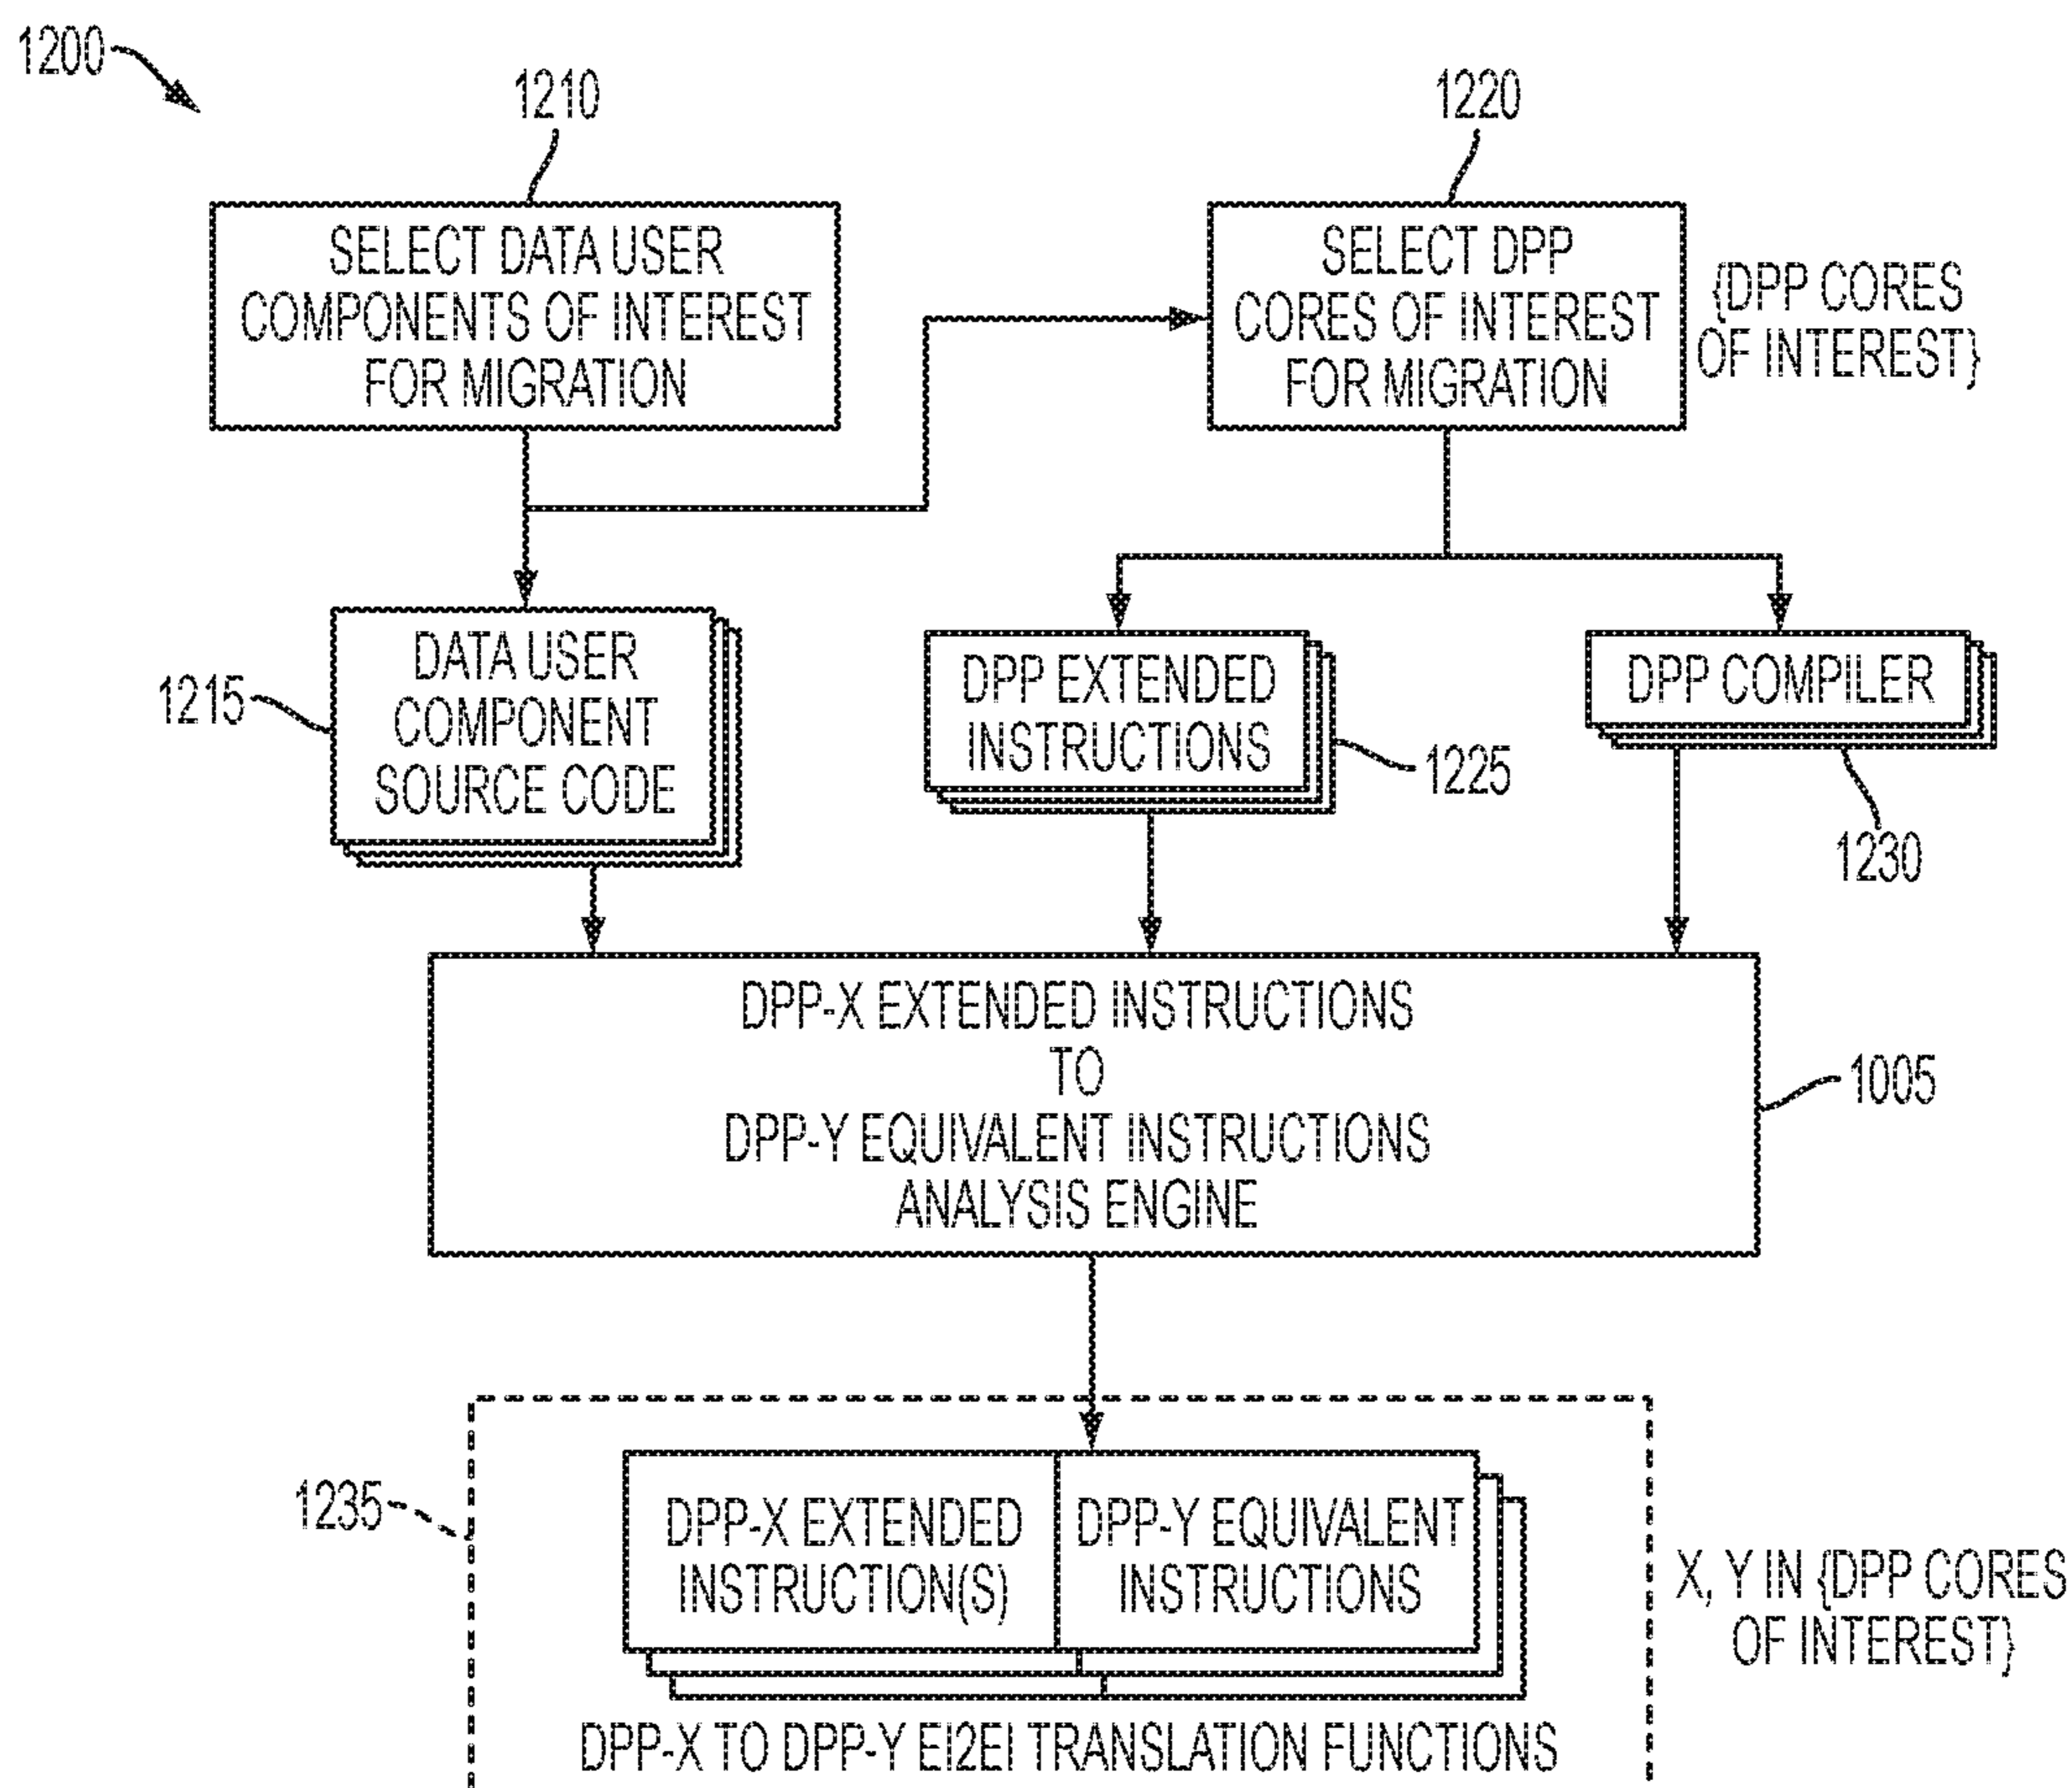 1200
1210
1220
SELECT DATA USER
COMPONENTS OF INTEREST
FOR MIGRATION
SELECT DPP
CORES OF INTEREST
FOR MIGRATION
{DPP CORES
OF INTEREST}
1215
DATA USER
COMPONENT
SOURCE CODE
DPP EXTENDED
INSTRUCTIONS
1225
DPP COMPILER
1230
DPP-X EXTENDED INSTRUCTIONS
TO
DPP-Y EQUIVALENT INSTRUCTIONS
ANALYSIS ENGINE
1005
1235
DPP-X EXTENDED
INSTRUCTION(S)
DPP-Y EQUIVALENT
INSTRUCTIONS
X, Y IN {DPP CORES
OF INTEREST}
DPP-X TO DPP-Y EI2EI TRANSLATION FUNCTIONS